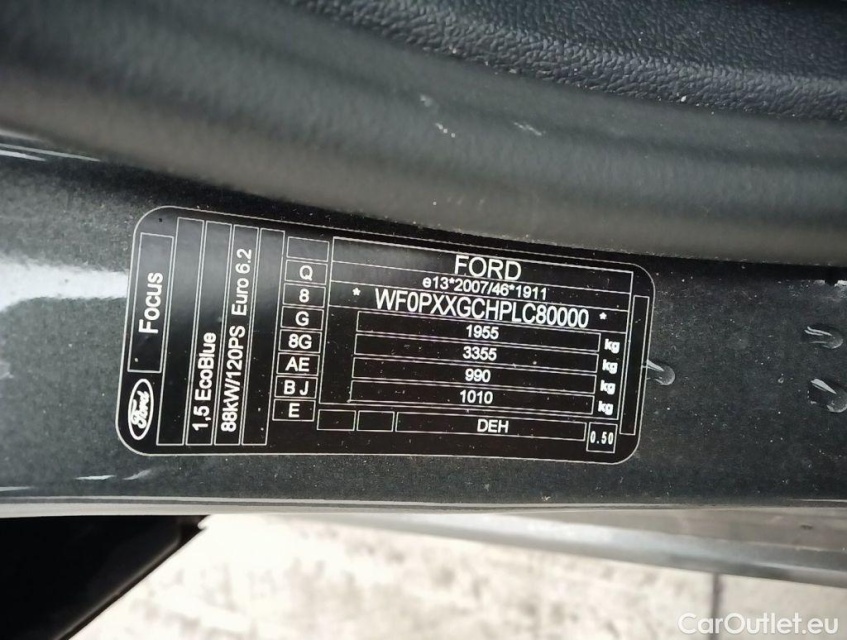 Ford
Focus
1,5 EcoBlue
88kW/120PS Euro 6.2
Q
8
G
8G
AE
B J
E
FORD
e13*2007/46*1911
* WF0PXXGCHPLC80000 *
1955 kg
3355 kg
990 kg
1010 kg
DEH
0.50
CarOutlet.eu